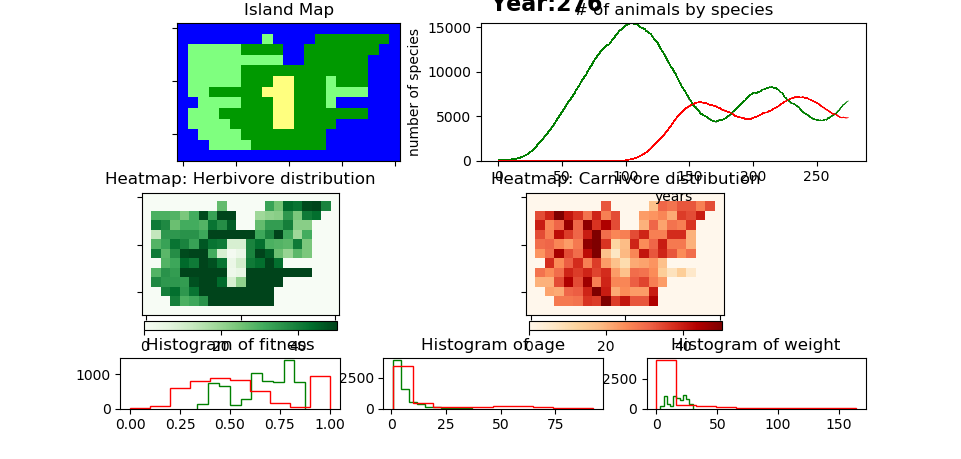 Year:276
Island Map
# of animals by species
number of species
15000
10000
5000
0
0 50 100 150 200 250
years
Heatmap: Herbivore distribution
Heatmap: Carnivore distribution
0 20 40
0 20 40
Histogram of fitness
Histogram of age
Histogram of weight
1000
0
0.00 0.25 0.50 0.75 1.00
2500
0
0 25 50 75
2500
0
0 50 100 150